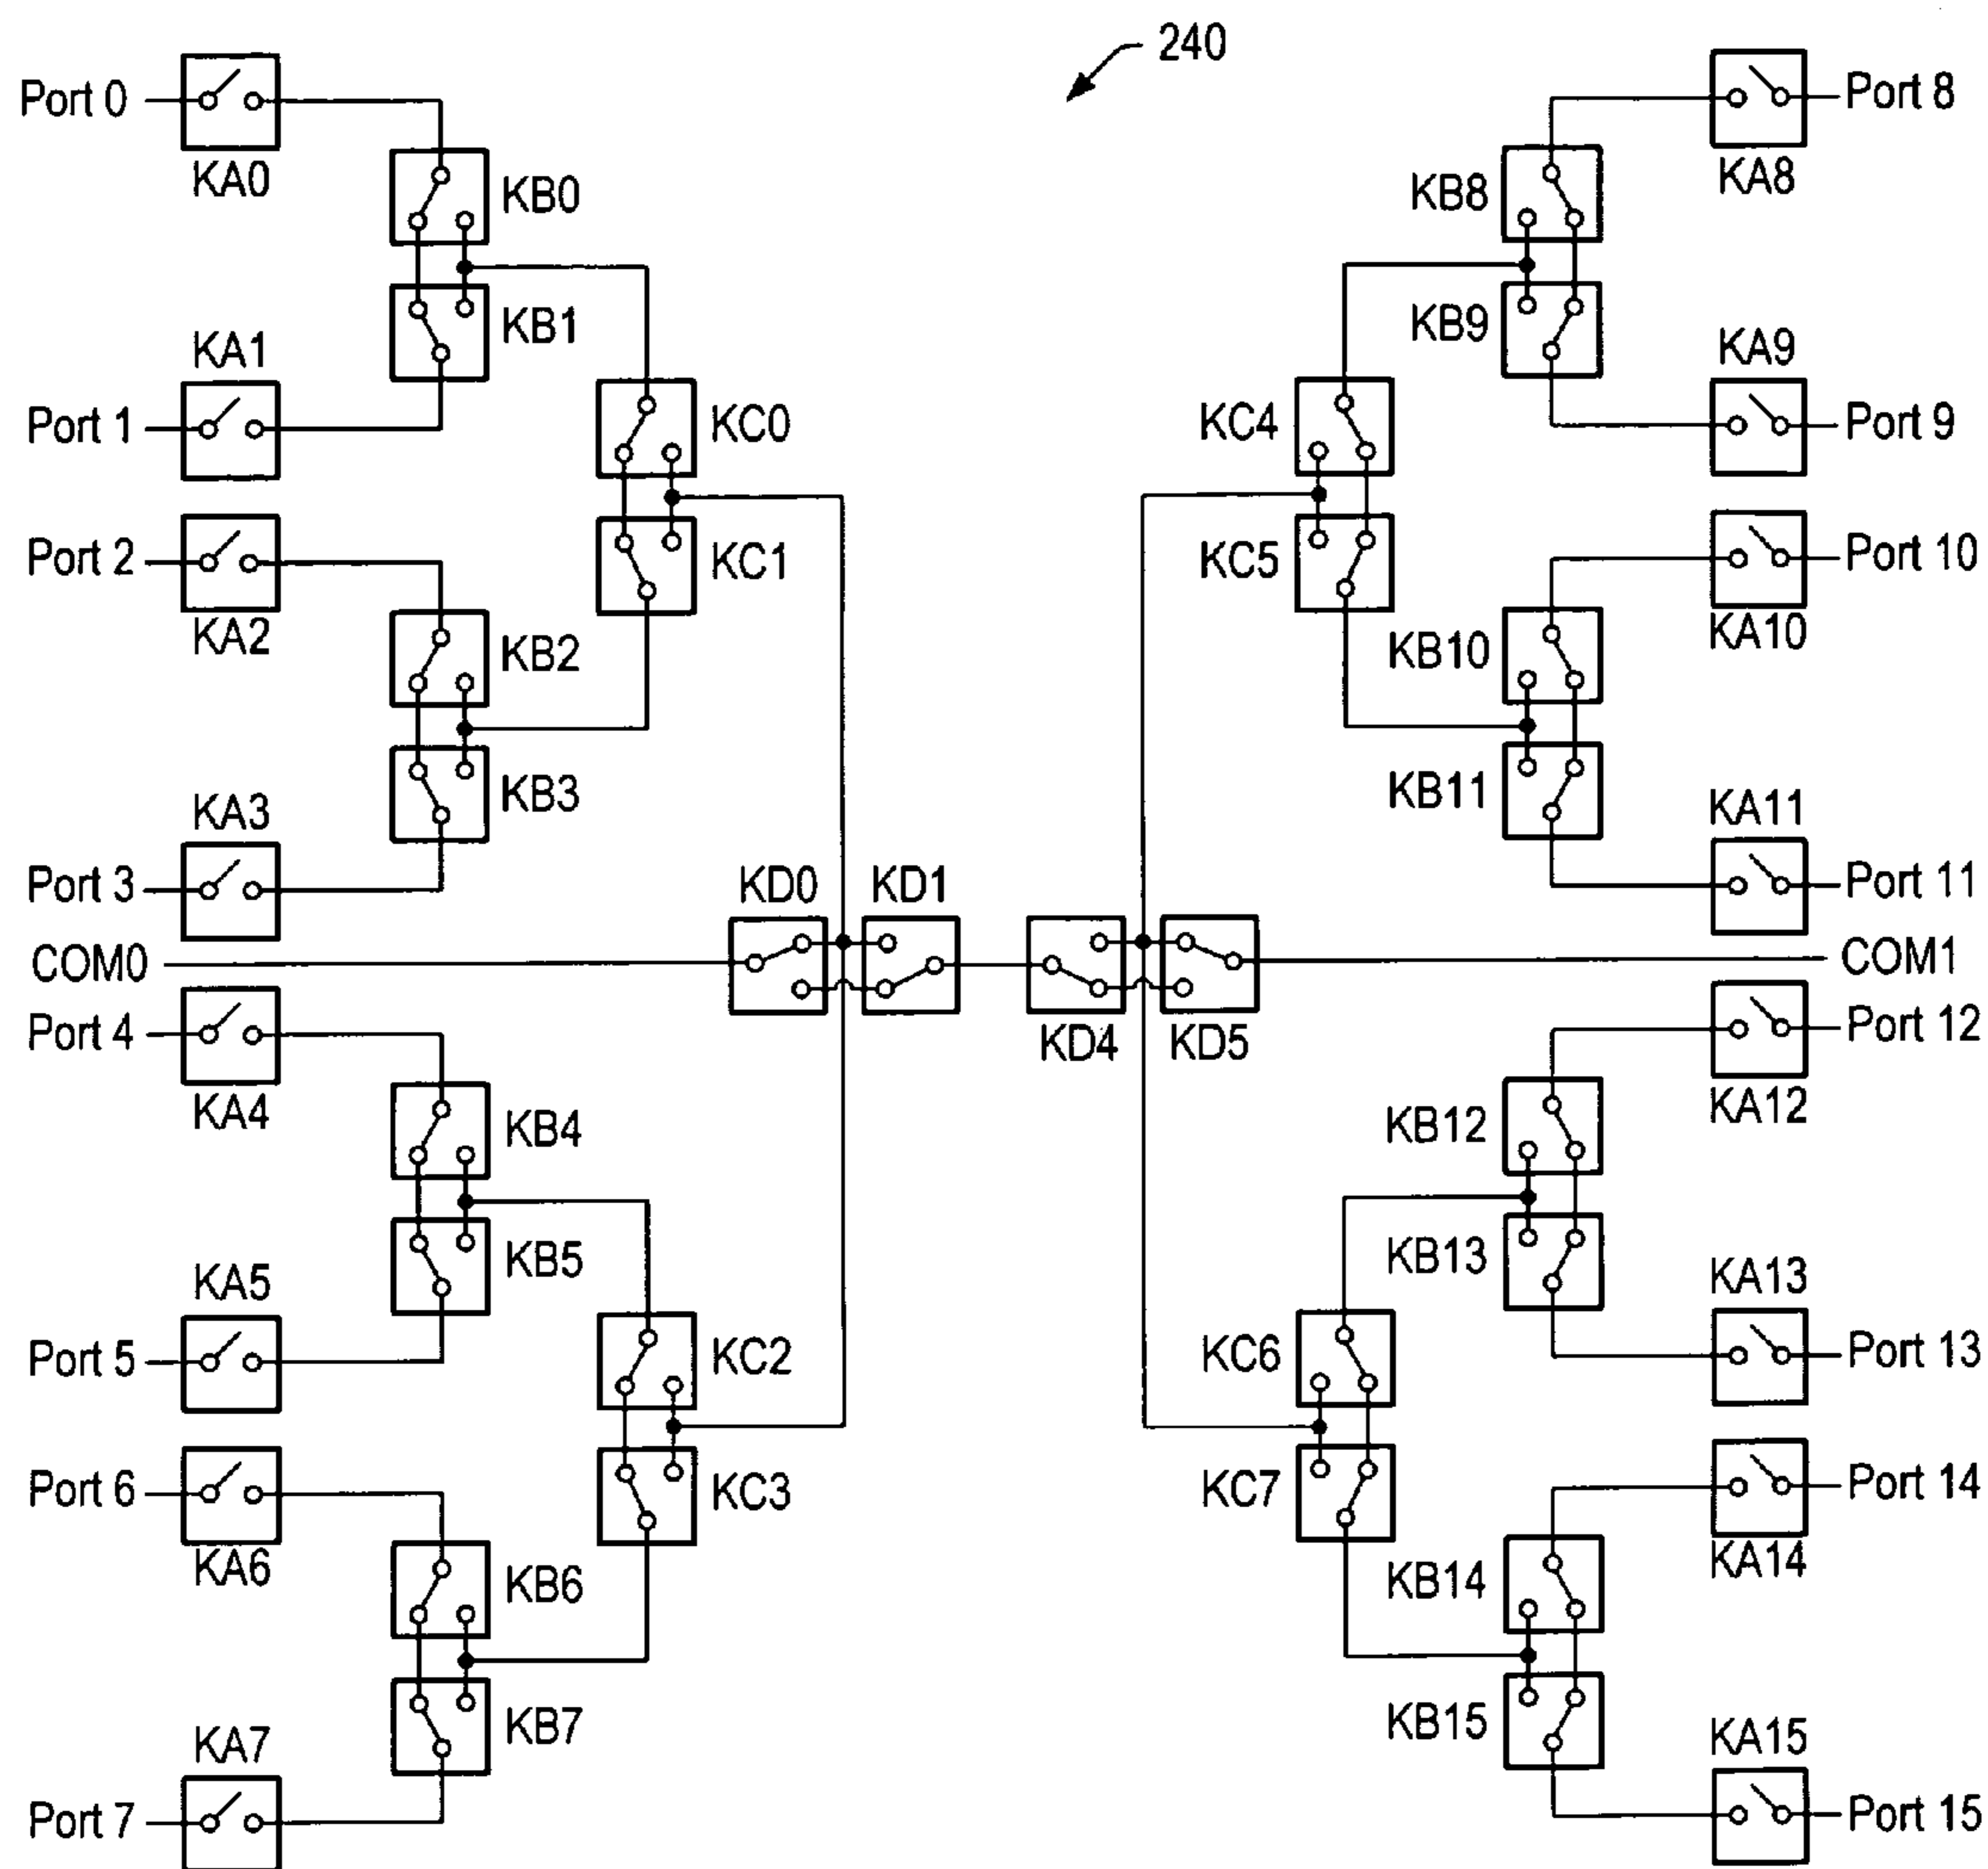 240
Port 0
KA0
KB0
KB1
KA1
Port 1
KC0
KC1
Port 2
KA2
KB2
KB3
KA3
Port 3
KD0
KD1
COM0
Port 4
KA4
KB4
KB5
KA5
Port 5
KC2
KC3
Port 6
KA6
KB6
KB7
KA7
Port 7
Port 8
KA8
KB8
KB9
KA9
Port 9
KC4
KC5
Port 10
KA10
KB10
KB11
KA11
Port 11
COM1
KD4
KD5
Port 12
KA12
KB12
KB13
KA13
Port 13
KC6
KC7
Port 14
KA14
KB14
KB15
KA15
Port 15